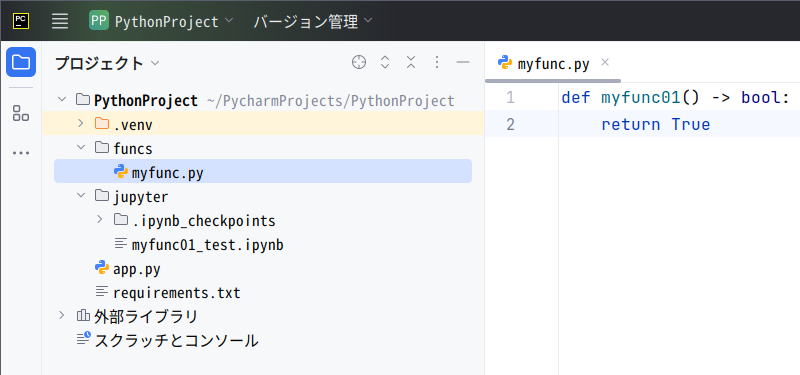 PC PP PythonProject バージョン管理
プロジェクト
PythonProject ~/PycharmProjects/PythonProject
.venv
funcs
myfunc.py
jupyter
.ipynb_checkpoints
myfunc01_test.ipynb
app.py
requirements.txt
外部ライブラリ
スクラッチとコンソール
myfunc.py
1 def myfunc01() -> bool:
2 return True